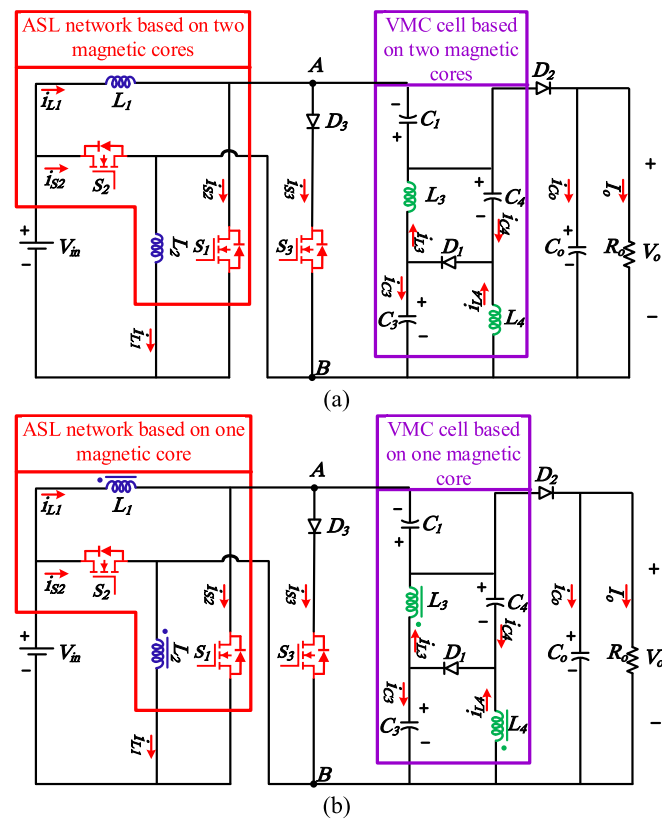 ASL network based on two
magnetic cores
VMC cell based
on two magnetic
cores
A
D2
iL1
L1
D3
C1
iS2
S2
iS2
iS3
L3
C4
iCo
Io
Vin
L2
S1
S3
iL3
D1
iC4
Co
Ro
Vo
iC3
C3
iL4
L4
iL1
B
(a)
ASL network based on one
magnetic core
VMC cell based
on one magnetic
core
A
D2
iL1
L1
D3
C1
iS2
S2
iS2
iS3
L3
C4
iCo
Io
Vin
L2
S1
S3
iL3
D1
iC4
Co
Ro
Vo
iC3
C3
iL4
L4
iL1
B
(b)